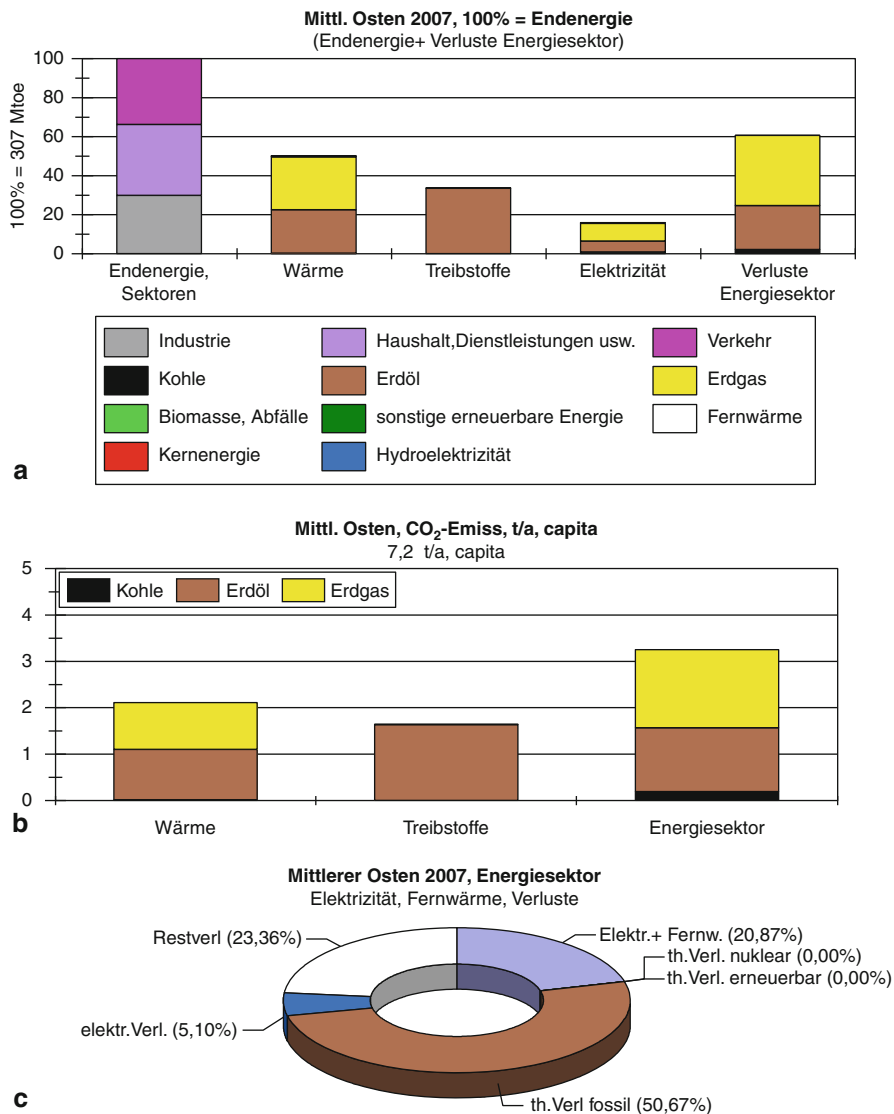 Mittl. Osten 2007, 100% = Endenergie
(Endenergie+ Verluste Energiesektor)
100% = 307 Mtoe
100
80
60
40
20
0
Endenergie,
Sektoren
Wärme
Treibstoffe
Elektrizität
Verluste
Energiesektor
Industrie
Haushalt,Dienstleistungen usw.
Verkehr
Kohle
Erdöl
Erdgas
Biomasse, Abfälle
sonstige erneuerbare Energie
Fernwärme
Kernenergie
Hydroelektrizität
a
Mittl. Osten, CO₂-Emiss, t/a, capita
7,2 t/a, capita
5
4
3
2
1
0
Kohle
Erdöl
Erdgas
Wärme
Treibstoffe
Energiesektor
b
Mittlerer Osten 2007, Energiesektor
Elektrizität, Fernwärme, Verluste
Restverl (23,36%)
Elektr.+ Fernw. (20,87%)
th.Verl. nuklear (0,00%)
th.Verl. erneuerbar (0,00%)
elektr.Verl. (5,10%)
th.Verl fossil (50,67%)
c